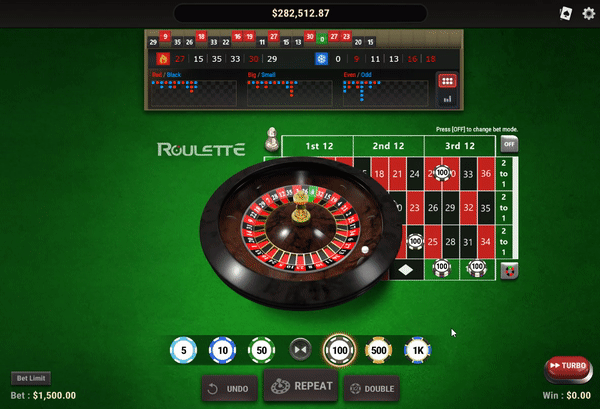 $282,512.87
29 9 35 26 33 22 16 19 11 27 15 13 30 0 27 23 20 15
27 15 35 33 30 29 0 9 11 13 16 18
Red / Black Big / Small Even / Odd
Press [OFF] to change bet mode.
ROULETTE
1st 12 2nd 12 3rd 12 OFF
18 21 24 100 33 36 2 to 1
23 26 29 32 35 2 to 1
100 25 28 31 34 2 to 1
100 100
5 10 50 100 500 1K
Bet Limit
Bet : $1,500.00
UNDO REPEAT DOUBLE
TURBO
Win : $0.00